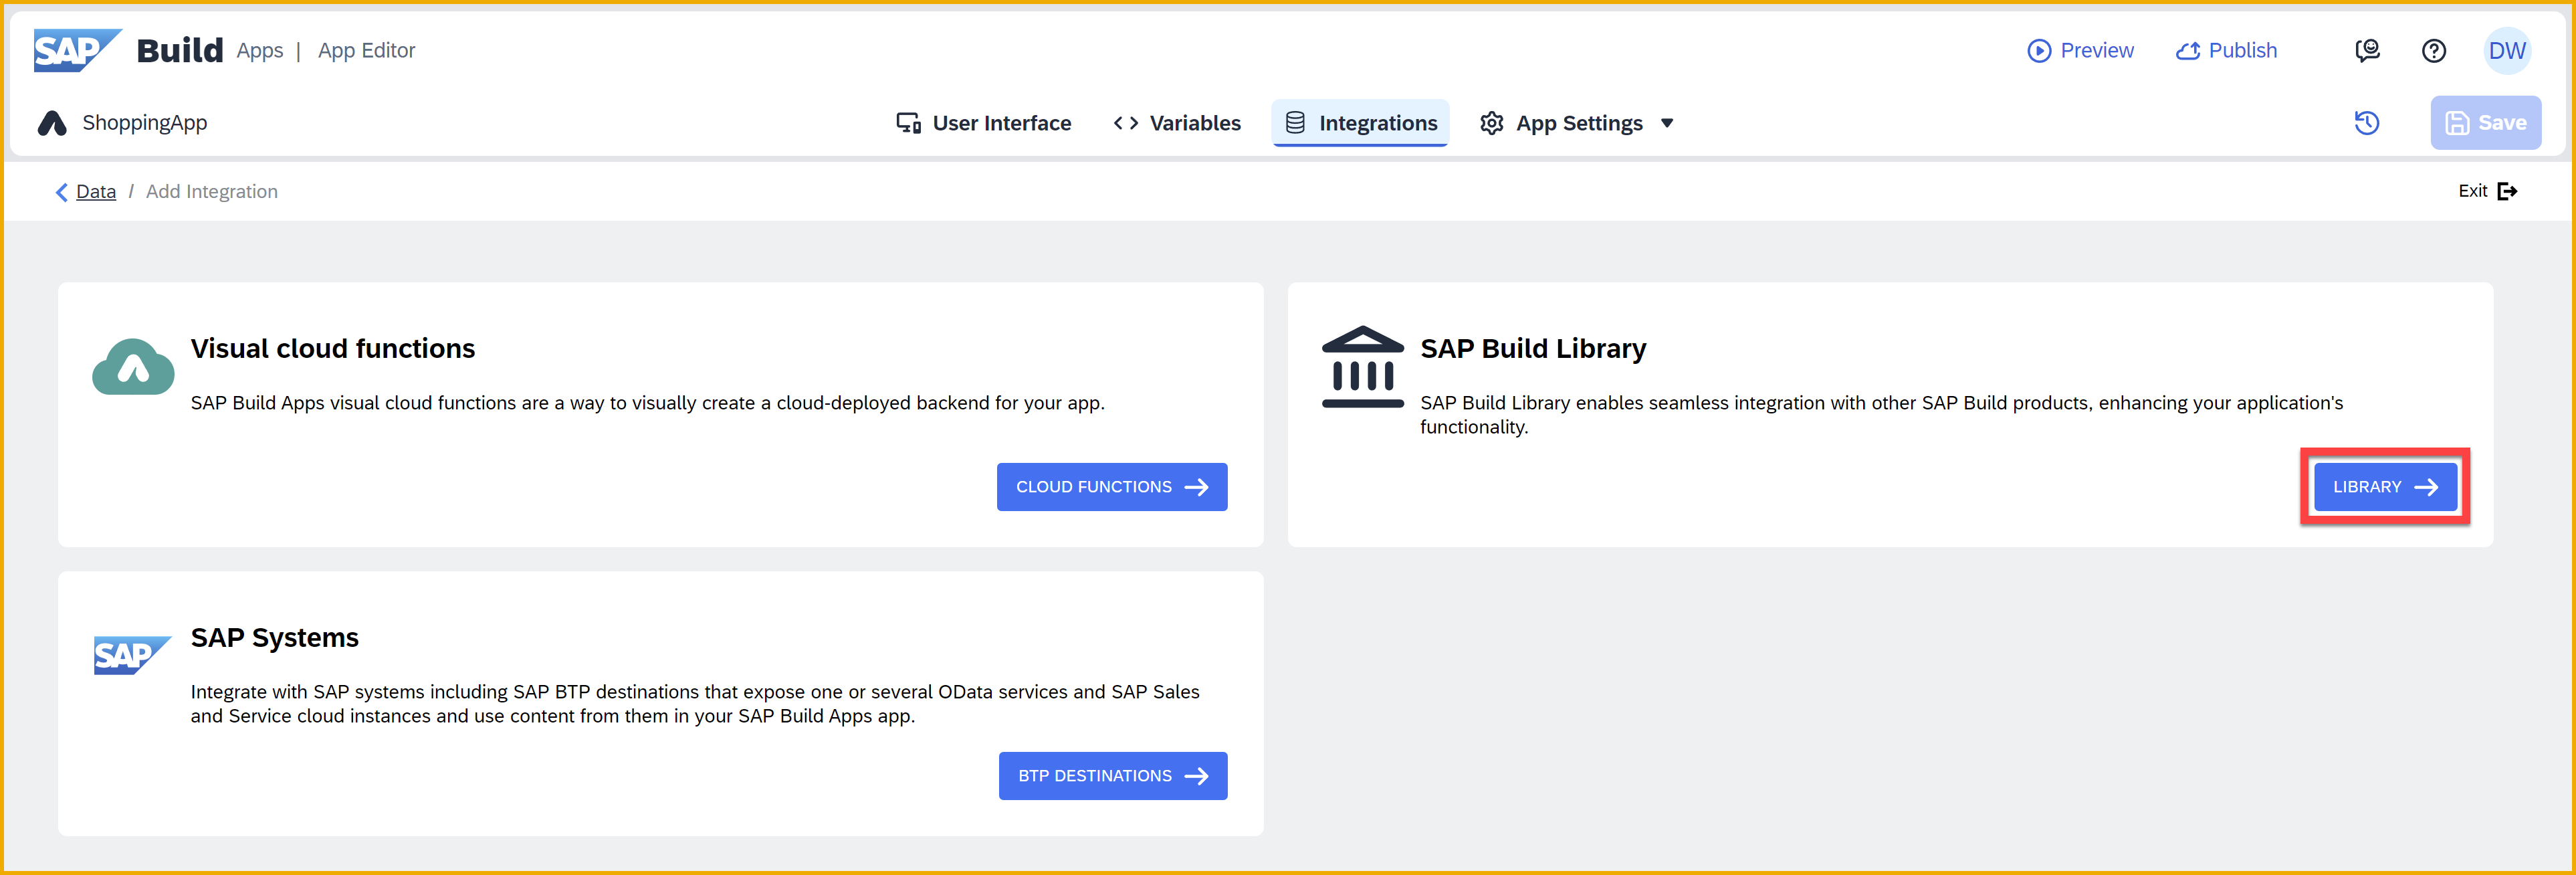 SAP Build Apps | App Editor Preview Publish DW
ShoppingApp User Interface Variables Integrations App Settings Save
Data / Add Integration Exit
Visual cloud functions
SAP Build Apps visual cloud functions are a way to visually create a cloud-deployed backend for your app.
CLOUD FUNCTIONS
SAP Build Library
SAP Build Library enables seamless integration with other SAP Build products, enhancing your application's
functionality.
LIBRARY
SAP
SAP Systems
Integrate with SAP systems including SAP BTP destinations that expose one or several OData services and SAP Sales
and Service cloud instances and use content from them in your SAP Build Apps app.
BTP DESTINATIONS